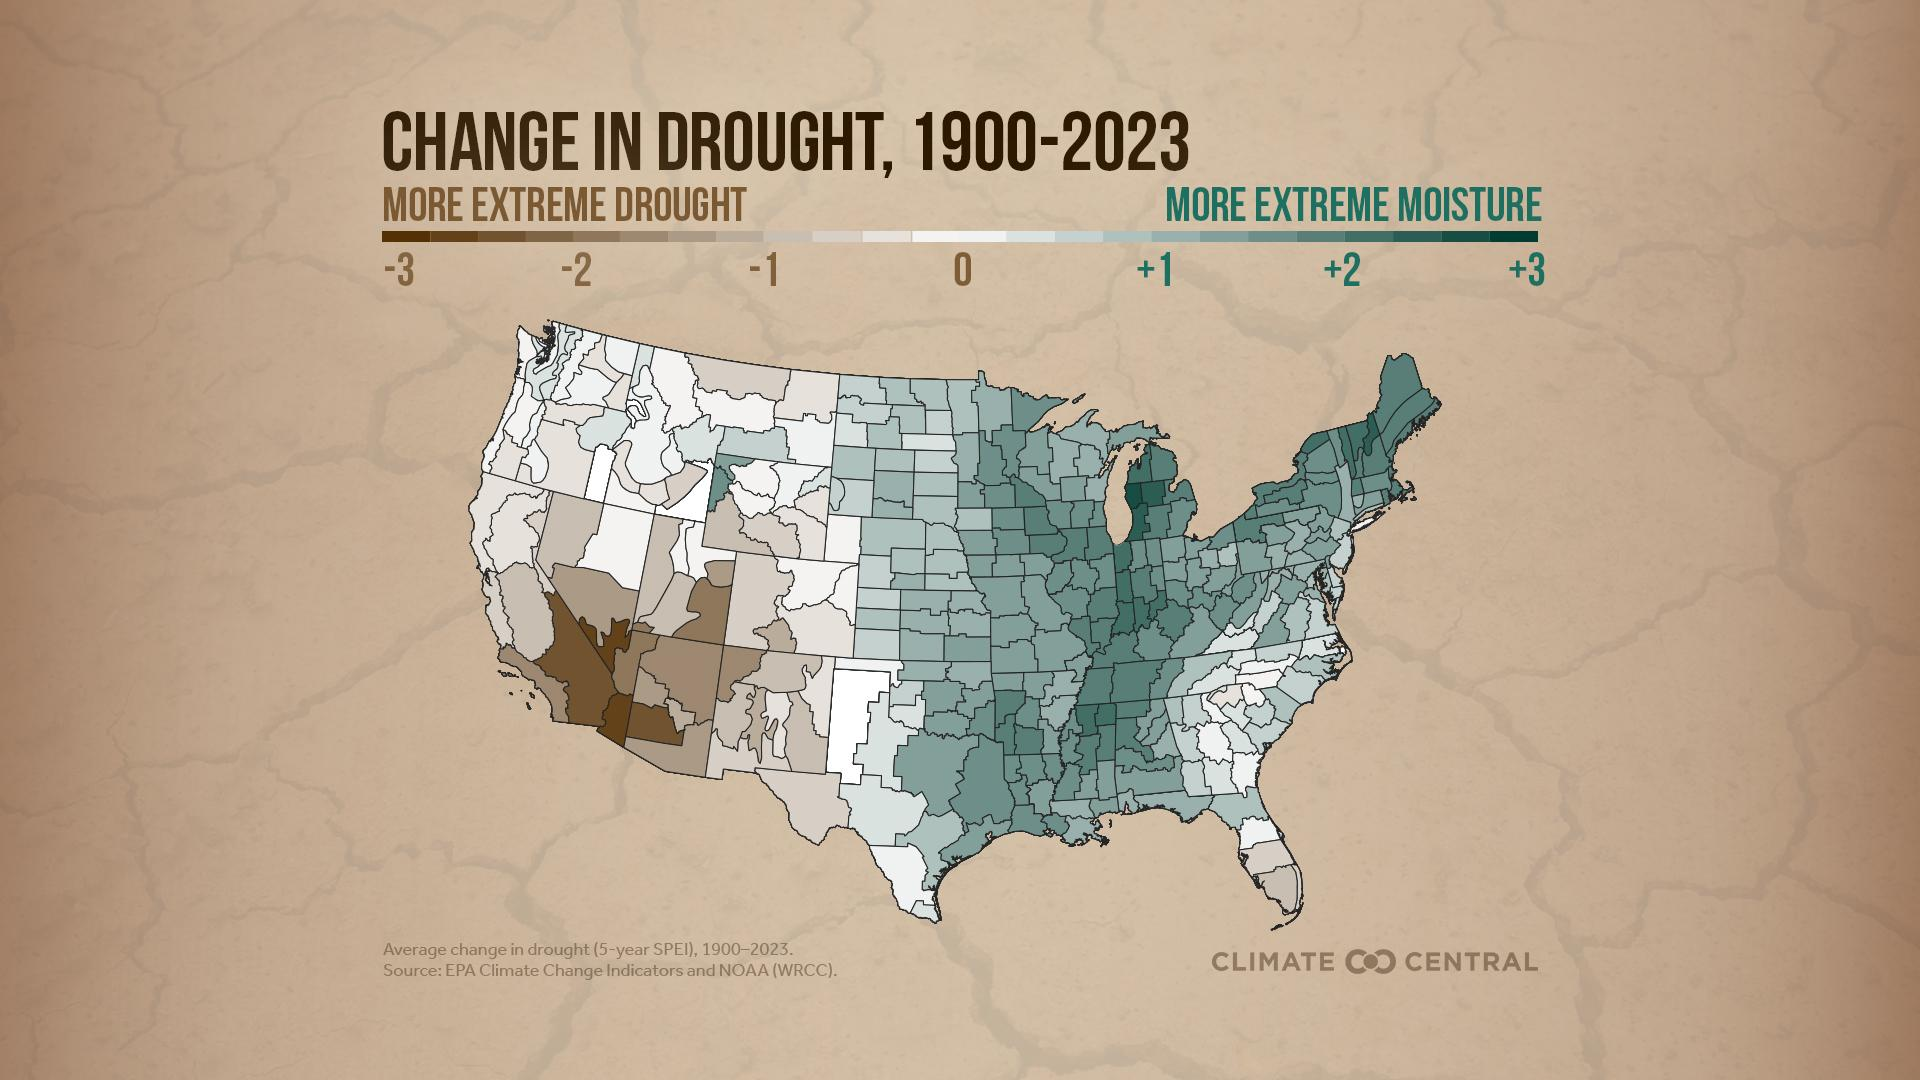 CHANGE IN DROUGHT, 1900-2023
MORE EXTREME DROUGHT MORE EXTREME MOISTURE
-3 -2 -1 0 +1 +2 +3
Average change in drought (5-year SPEI), 1900–2023.
Source: EPA Climate Change Indicators and NOAA (WRCC).
CLIMATE CENTRAL